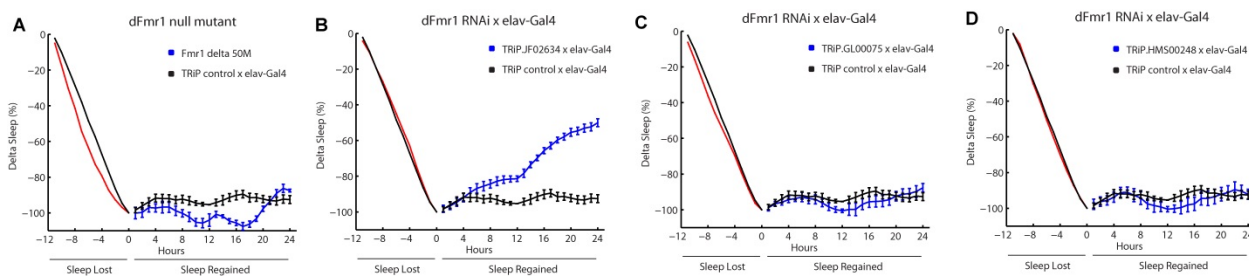 A
dFmr1 null mutant
Fmr1 delta 50M
TRiP control x elav-Gal4
Delta Sleep (%)
0
−20
−40
−60
−80
−100
−12 −8 −4 0 4 8 12 16 20 24
Hours
Sleep Lost Sleep Regained
B
dFmr1 RNAi x elav-Gal4
TRiP.JF02634 x elav-Gal4
TRiP control x elav-Gal4
Delta Sleep (%)
0
−20
−40
−60
−80
−100
−12 −8 −4 0 4 8 12 16 20 24
Hours
Sleep Lost Sleep Regained
C
dFmr1 RNAi x elav-Gal4
TRiP.GL00075 x elav-Gal4
TRiP control x elav-Gal4
Delta Sleep (%)
0
−20
−40
−60
−80
−100
−12 −8 −4 0 4 8 12 16 20 24
Hours
Sleep Lost Sleep Regained
D
dFmr1 RNAi x elav-Gal4
TRiP.HMS00248 x elav-Gal4
TRiP control x elav-Gal4
Delta Sleep (%)
0
−20
−40
−60
−80
−100
−12 −8 −4 0 4 8 12 16 20 24
Hours
Sleep Lost Sleep Regained